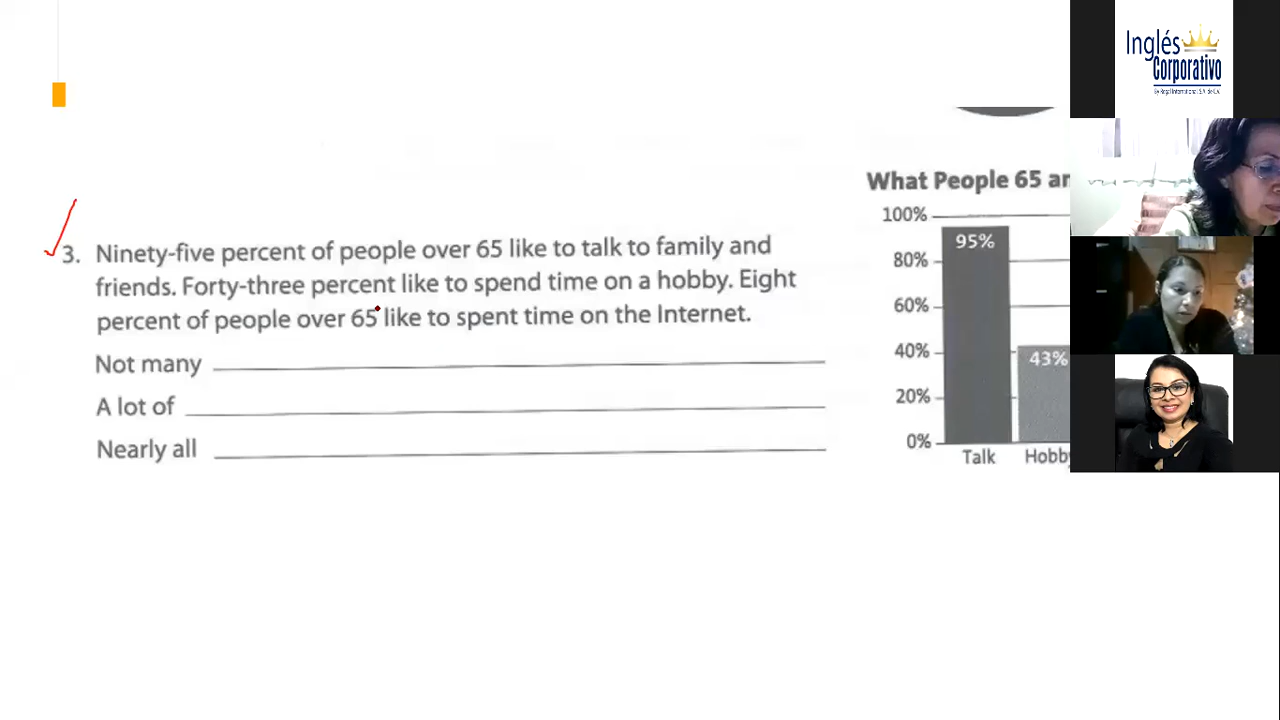 Inglés
Corporativo
What People 65 an
100%
95%
80%
60%
40%
43%
20%
0%
Talk
Hobby
3. Ninety-five percent of people over 65 like to talk to family and
friends. Forty-three percent like to spend time on a hobby. Eight
percent of people over 65 like to spent time on the Internet.
Not many
A lot of
Nearly all